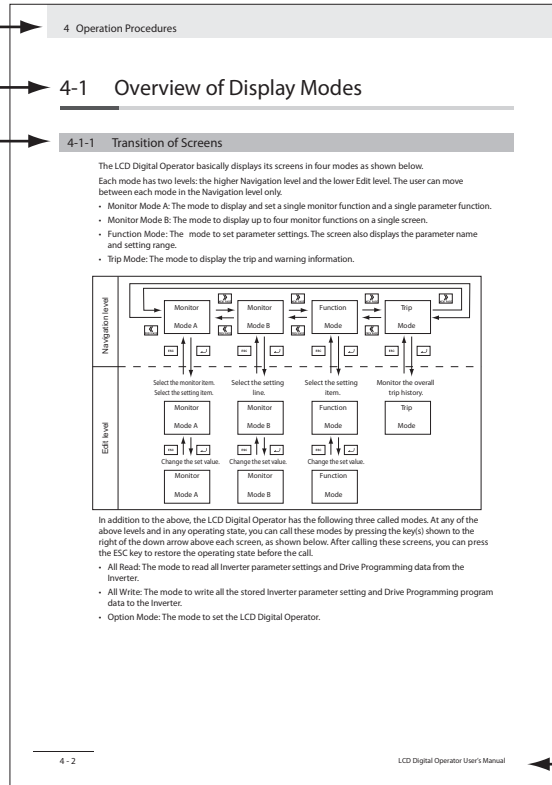 4 Operation Procedures
4-1 Overview of Display Modes
4-1-1 Transition of Screens
The LCD Digital Operator basically displays its screens in four modes as shown below.
Each mode has two levels: the higher Navigation level and the lower Edit level. The user can move
between each mode in the Navigation level only.
• Monitor Mode A: The mode to display and set a single monitor function and a single parameter function.
• Monitor Mode B: The mode to display up to four monitor functions on a single screen.
• Function Mode: The mode to set parameter settings. The screen also displays the parameter name
and setting range.
• Trip Mode: The mode to display the trip and warning information.
Navigation level
Monitor
Mode A
Monitor
Mode B
Function
Mode
Trip
Mode
ESC
ESC
ESC
ESC
Edit level
Select the monitor item.
Select the setting item.
Select the setting
line.
Select the setting
item.
Monitor the overall
trip history.
Monitor
Mode A
Monitor
Mode B
Function
Mode
Trip
Mode
ESC
ESC
ESC
Change the set value.
Change the set value.
Change the set value.
Monitor
Mode A
Monitor
Mode B
Function
Mode
In addition to the above, the LCD Digital Operator has the following three called modes. At any of the
above levels and in any operating state, you can call these modes by pressing the key(s) shown to the
right of the down arrow above each screen, as shown below. After calling these screens, you can press
the ESC key to restore the operating state before the call.
• All Read: The mode to read all Inverter parameter settings and Drive Programming data from the
Inverter.
• All Write: The mode to write all the stored Inverter parameter setting and Drive Programming program
data to the Inverter.
• Option Mode: The mode to set the LCD Digital Operator.
4 - 2
LCD Digital Operator User's Manual